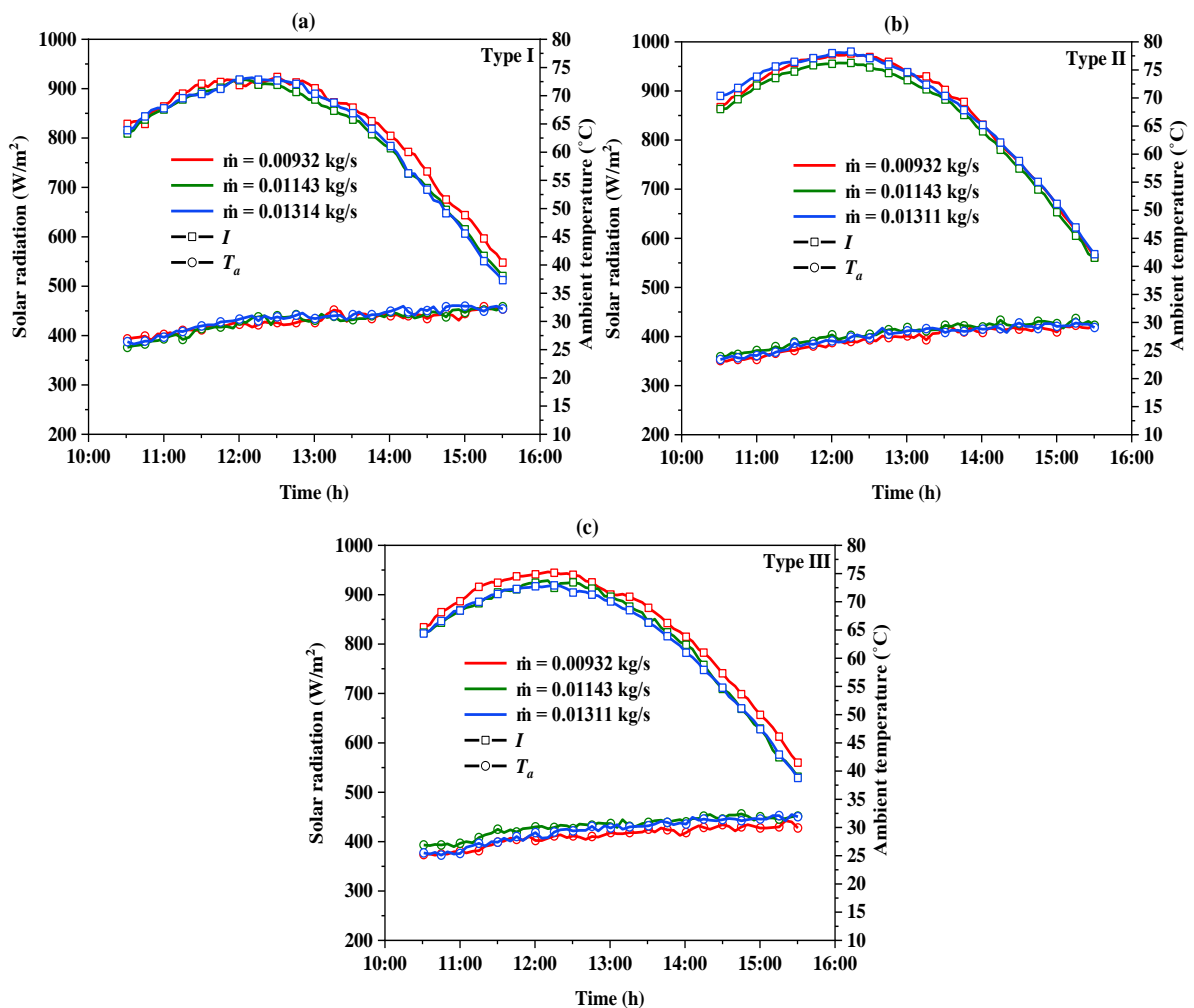 (a)
Type I
1000
900
800
700
600
500
400
300
200
80
75
70
65
60
55
50
45
40
35
30
25
20
15
10
Solar radiation (W/m²)
Ambient temperature (˚C)
ṁ = 0.00932 kg/s
ṁ = 0.01143 kg/s
ṁ = 0.01314 kg/s
I
Tₐ
10:00 11:00 12:00 13:00 14:00 15:00 16:00
Time (h)
(b)
Type II
1000
900
800
700
600
500
400
300
200
80
75
70
65
60
55
50
45
40
35
30
25
20
15
10
Solar radiation (W/m²)
Ambient temperature (˚C)
ṁ = 0.00932 kg/s
ṁ = 0.01143 kg/s
ṁ = 0.01311 kg/s
I
Tₐ
10:00 11:00 12:00 13:00 14:00 15:00 16:00
Time (h)
(c)
Type III
1000
900
800
700
600
500
400
300
200
80
75
70
65
60
55
50
45
40
35
30
25
20
15
10
Solar radiation (W/m²)
Ambient temperature (˚C)
ṁ = 0.00932 kg/s
ṁ = 0.01143 kg/s
ṁ = 0.01311 kg/s
I
Tₐ
10:00 11:00 12:00 13:00 14:00 15:00 16:00
Time (h)